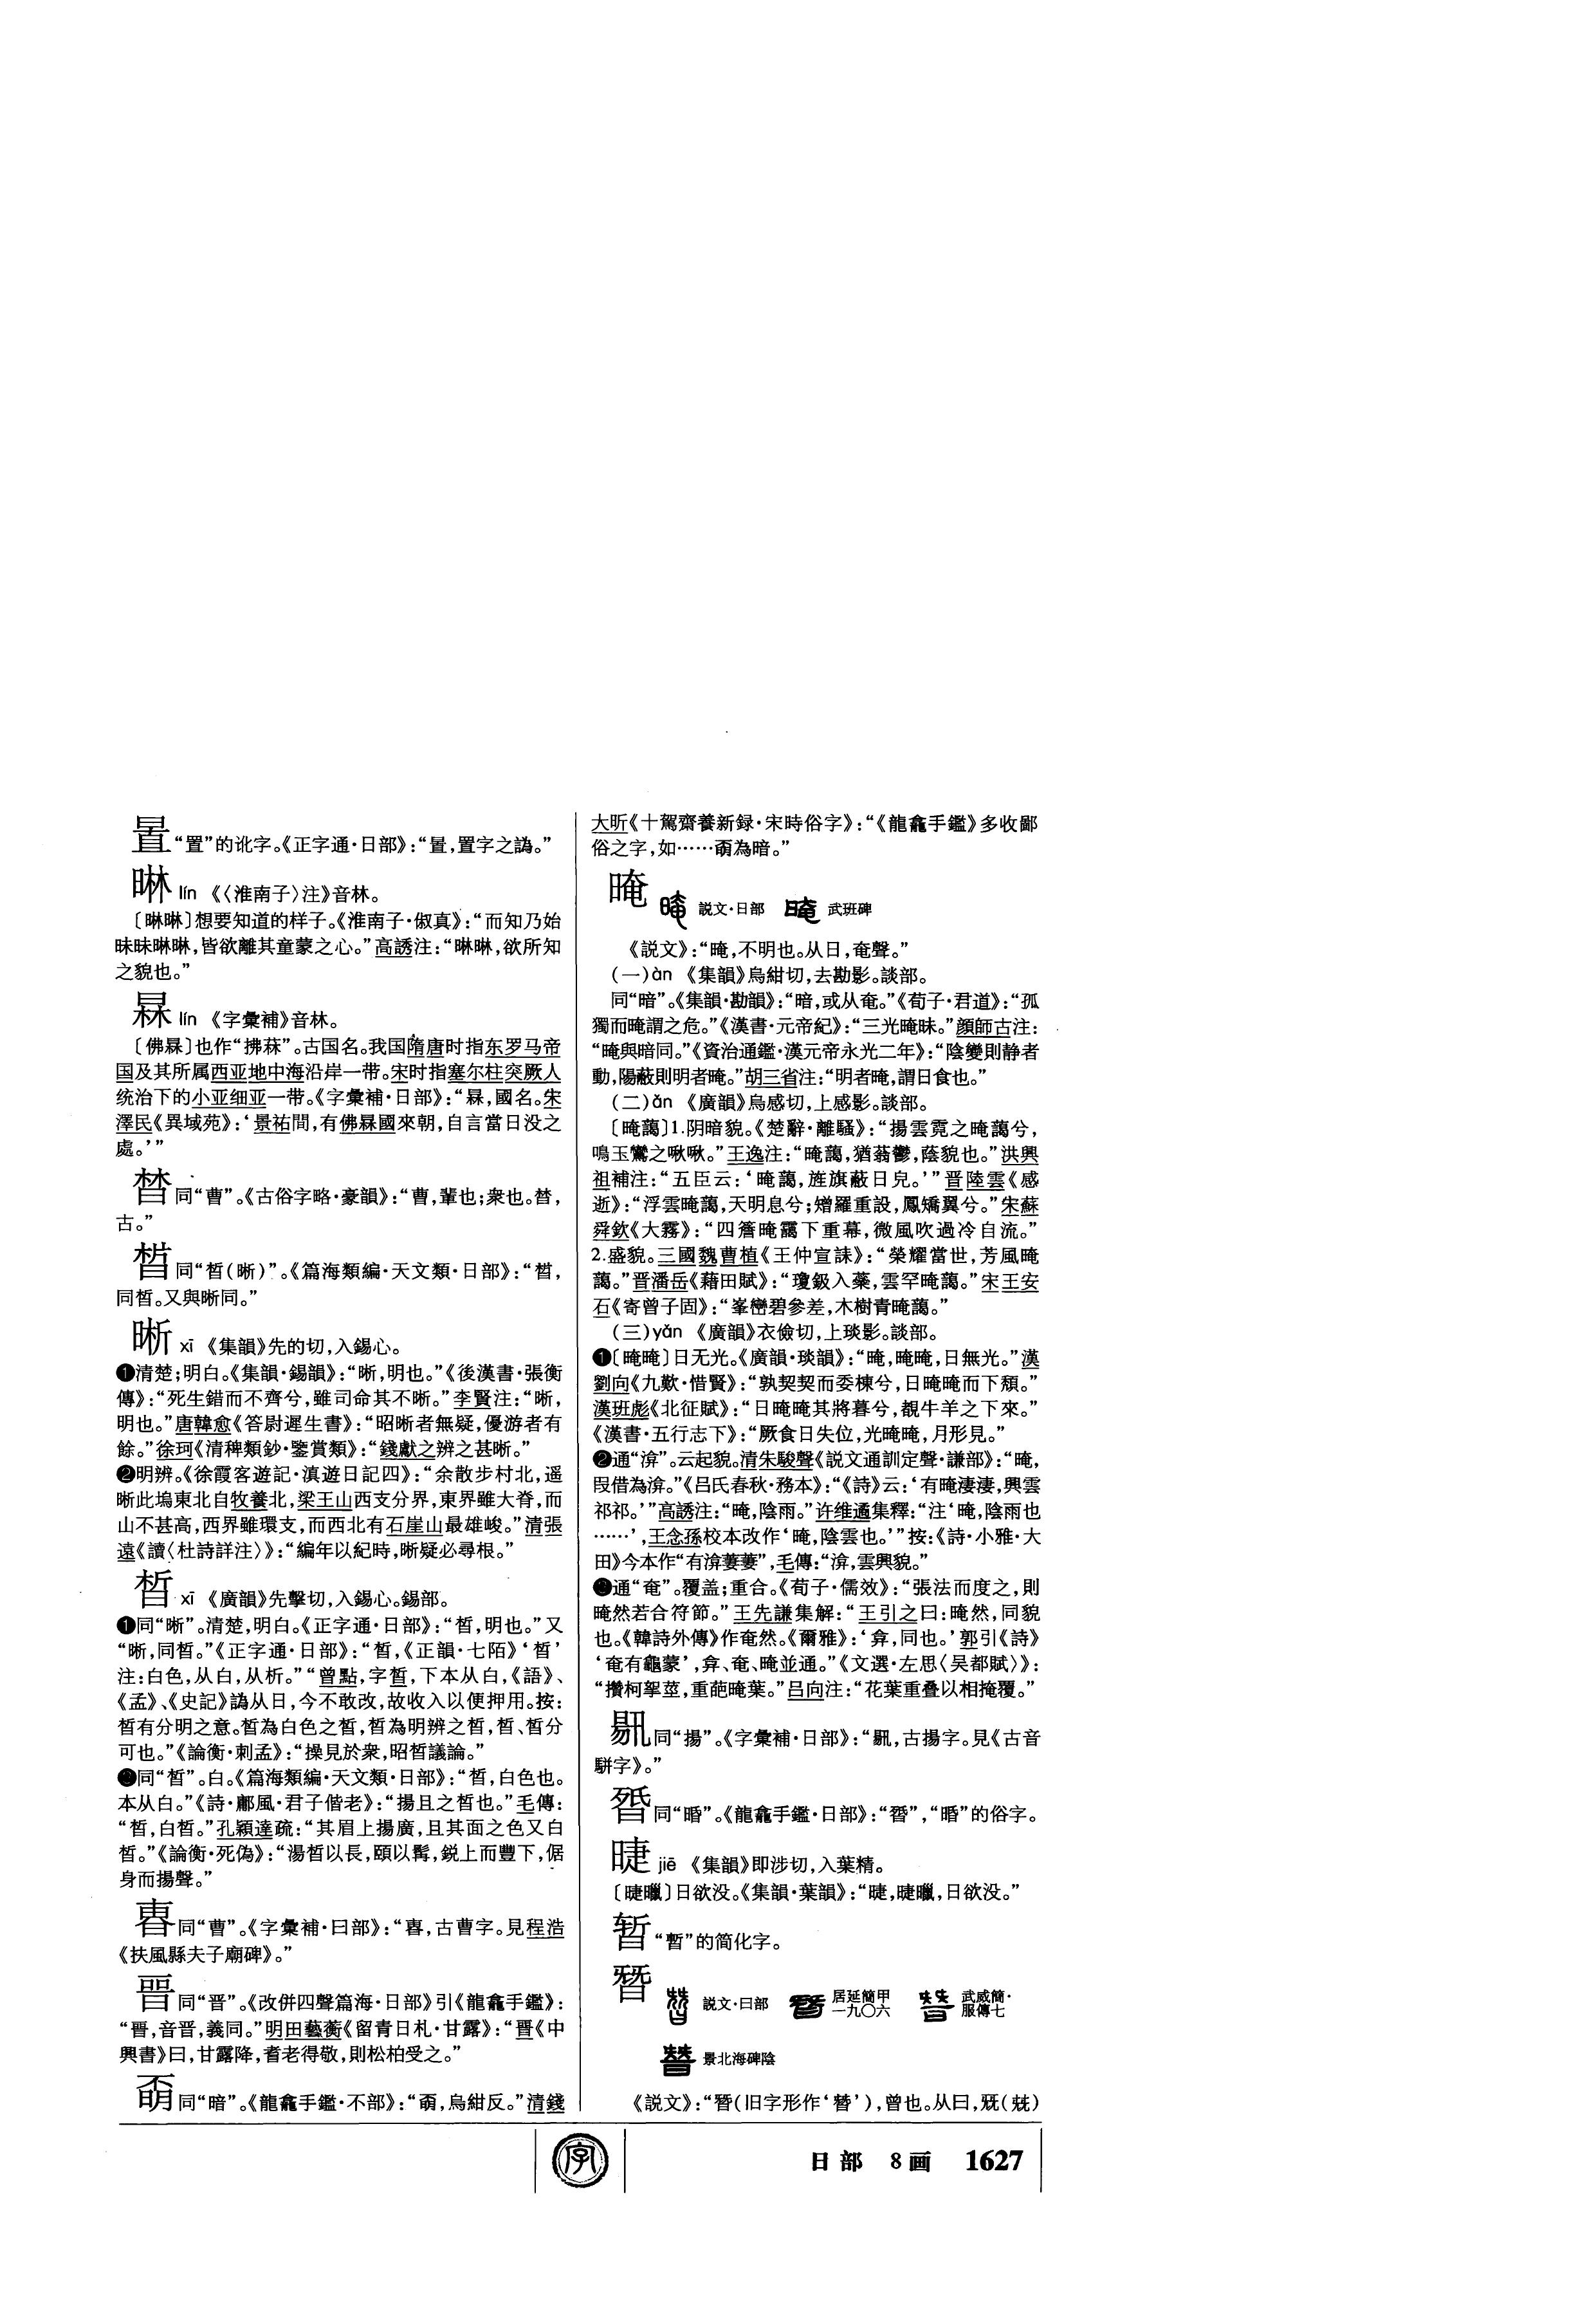 “置”的讹字。《正字通·日部》：“㬪，置字之譌。”
晽 lín 《〈淮南子〉注》音林。
〔晽晽〕想要知道的样子。《淮南子·俶真》：“而知乃始
昧昧晽晽，皆欲離其童蒙之心。”高誘注：“晽晽，欲所知
之貌也。”
lín 《字彙補》音林。
〔佛㬘〕也作“拂菻”。古国名。我国隋唐时指东罗马帝
国及其所属西亚地中海沿岸一带。宋时指塞尔柱突厥人
统治下的小亚细亚一带。《字彙補·日部》：“㬘，國名。朱
澤民《異域苑》：‘景祐間，有佛㬘國來朝，自言當日没之
處。’”
同“曹”。《古俗字略·豪韻》：“曹，輩也；衆也。，
古。”
同“晳（晰）”。《篇海類編·天文類·日部》：“，
同晳。又與晰同。”
晰 xī 《集韻》先的切，入錫心。
❶清楚；明白。《集韻·錫韻》：“晰，明也。”《後漢書·張衡
傳》：“死生錯而不齊兮，雖司命其不晰。”李賢注：“晰，
明也。”唐韓愈《答尉遲生書》：“昭晰者無疑，優游者有
餘。”徐珂《清稗類鈔·鑒賞類》：“錢獻之辨之甚晰。”
❷明辨。《徐霞客遊記·滇遊日記四》：“余散步村北，遥
晰此塢東北自牧養北，梁王山西支分界，東界雖大脊，而
山不甚高，西界雖環支，而西北有石崖山最雄峻。”清張
遠《讀〈杜詩詳注〉》：“編年以紀時，晰疑必尋根。”
晳 xī 《廣韻》先擊切，入錫心。錫部。
❶同“晰”。清楚，明白。《正字通·日部》：“晳，明也。”又
“晰，同晳。”《正字通·日部》：“晳，《正韻·七陌》‘皙’
注：白色，从白，从析。”“曾點，字晳，下本从白，《語》、
《孟》、《史記》譌从日，今不敢改，故收入以便押用。按：
晳有分明之意。皙為白色之皙，晳為明辨之晳，皙、晳分
可也。”《論衡·刺孟》：“操見於衆，昭晳議論。”
❷同“皙”。白。《篇海類編·天文類·日部》：“晳，白色也。
本从白。”《詩·鄘風·君子偕老》：“揚且之晳也。”毛傳：
“晳，白晳。”孔穎達疏：“其眉上揚廣，且其面之色又白
晳。”《論衡·死偽》：“湯晳以長，頤以髯，鋭上而豐下，倨
身而揚聲。”
同“曹”。《字彙補·日部》：“，古曹字。見程浩
《扶風縣夫子廟碑》。”
同“晋”。《改併四聲篇海·日部》引《龍龕手鑑》：
“，音晋，義同。”明田藝蘅《留青日札·甘露》：“《中
興書》曰，甘露降，耆老得敬，則松柏受之。”
同“暗”。《龍龕手鑑·不部》：“，烏紺反。”清錢
大昕《十駕齋養新録·宋時俗字》：“《龍龕手鑑》多收鄙
俗之字，如……為暗。”
晻 説文·日部 武班碑
《説文》：“晻，不明也。从日，奄聲。”
（一）àn 《集韻》烏紺切，去勘影。談部。
同“暗”。《集韻·勘韻》：“暗，或从奄。”《荀子·君道》：“孤
獨而晻謂之危。”《漢書·元帝紀》：“三光晻昧。”顔師古注：
“晻與暗同。”《資治通鑑·漢元帝永光二年》：“陰變則静者
動，陽蔽則明者晻。”胡三省注：“明者晻，謂日食也。”
（二）ǎn 《廣韻》烏感切，上感影。談部。
〔晻藹〕1.阴暗貌。《楚辭·離騷》：“揚雲霓之晻藹兮，
鳴玉鸞之啾啾。”王逸注：“晻藹，猶蓊鬱，蔭貌也。”洪興
祖補注：“五臣云：‘晻藹，旌旗蔽日皃。’”晋陸雲《感
逝》：“浮雲晻藹，天明息兮；矰羅重設，鳳矯翼兮。”宋蘇
舜欽《大霧》：“四簷晻靄下重幕，微風吹過冷自流。”
2.盛貌。三國魏曹植《王仲宣誄》：“榮耀當世，芳風晻
藹。”晋潘岳《藉田賦》：“瓊鈒入蘂，雲罕晻藹。”宋王安
石《寄曾子固》：“峯巒碧參差，木樹青晻藹。”
（三）yǎn 《廣韻》衣儉切，上琰影。談部。
❶〔晻晻〕日无光。《廣韻·琰韻》：“晻，晻晻，日無光。”漢
劉向《九歎·惜賢》：“孰契契而委棟兮，日晻晻而下頹。”
漢班彪《北征賦》：“日晻晻其將暮兮，覩牛羊之下來。”
《漢書·五行志下》：“厥食日失位，光晻晻，月形見。”
❷通“渰”。云起貌。清朱駿聲《説文通訓定聲·謙部》：“晻，
叚借為渰。”《吕氏春秋·務本》：“《詩》云：‘有晻淒淒，興雲
祁祁。’”高誘注：“晻，陰雨。”许维遹集釋：“注‘晻，陰雨也
……’，王念孫校本改作‘晻，陰雲也。’”按：《詩·小雅·大
田》今本作“有渰萋萋”，毛傳：“渰，雲興貌。”
❸通“奄”。覆盖；重合。《荀子·儒效》：“張法而度之，則
晻然若合符節。”王先謙集解：“王引之曰：晻然，同貌
也。《韓詩外傳》作奄然。《爾雅》：‘弇，同也。’郭引《詩》
‘奄有龜蒙’，弇、奄、晻並通。”《文選·左思〈吴都賦〉》：
“攢柯挐莖，重葩晻葉。”吕向注：“花葉重叠以相掩覆。”
同“揚”。《字彙補·日部》：“，古揚字。見《古音
駢字》。”
同“昬”。《龍龕手鑑·日部》：“”，“”的俗字。
䀹 jiē 《集韻》即涉切，入葉精。
〔㫸䁽〕日欲没。《集韻·葉韻》：“，日欲没。”
暂 “暫”的简化字。
朁 説文·曰部 居延簡甲一九〇六 武威簡·服傳七
景北海碑陰
《説文》：“朁（旧字形作‘’），曾也。从曰，兓（）
日部 8画 1627